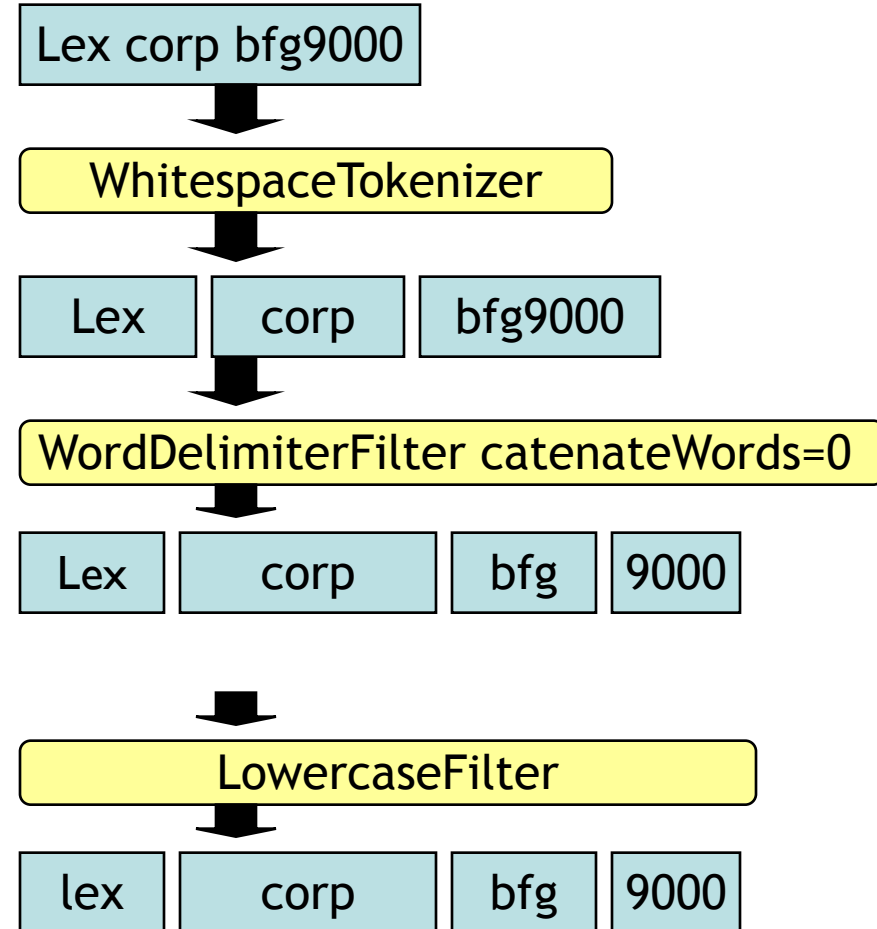 Lex corp bfg9000
WhitespaceTokenizer
Lex corp bfg9000
WordDelimiterFilter catenateWords=0
Lex corp bfg 9000
LowercaseFilter
lex corp bfg 9000